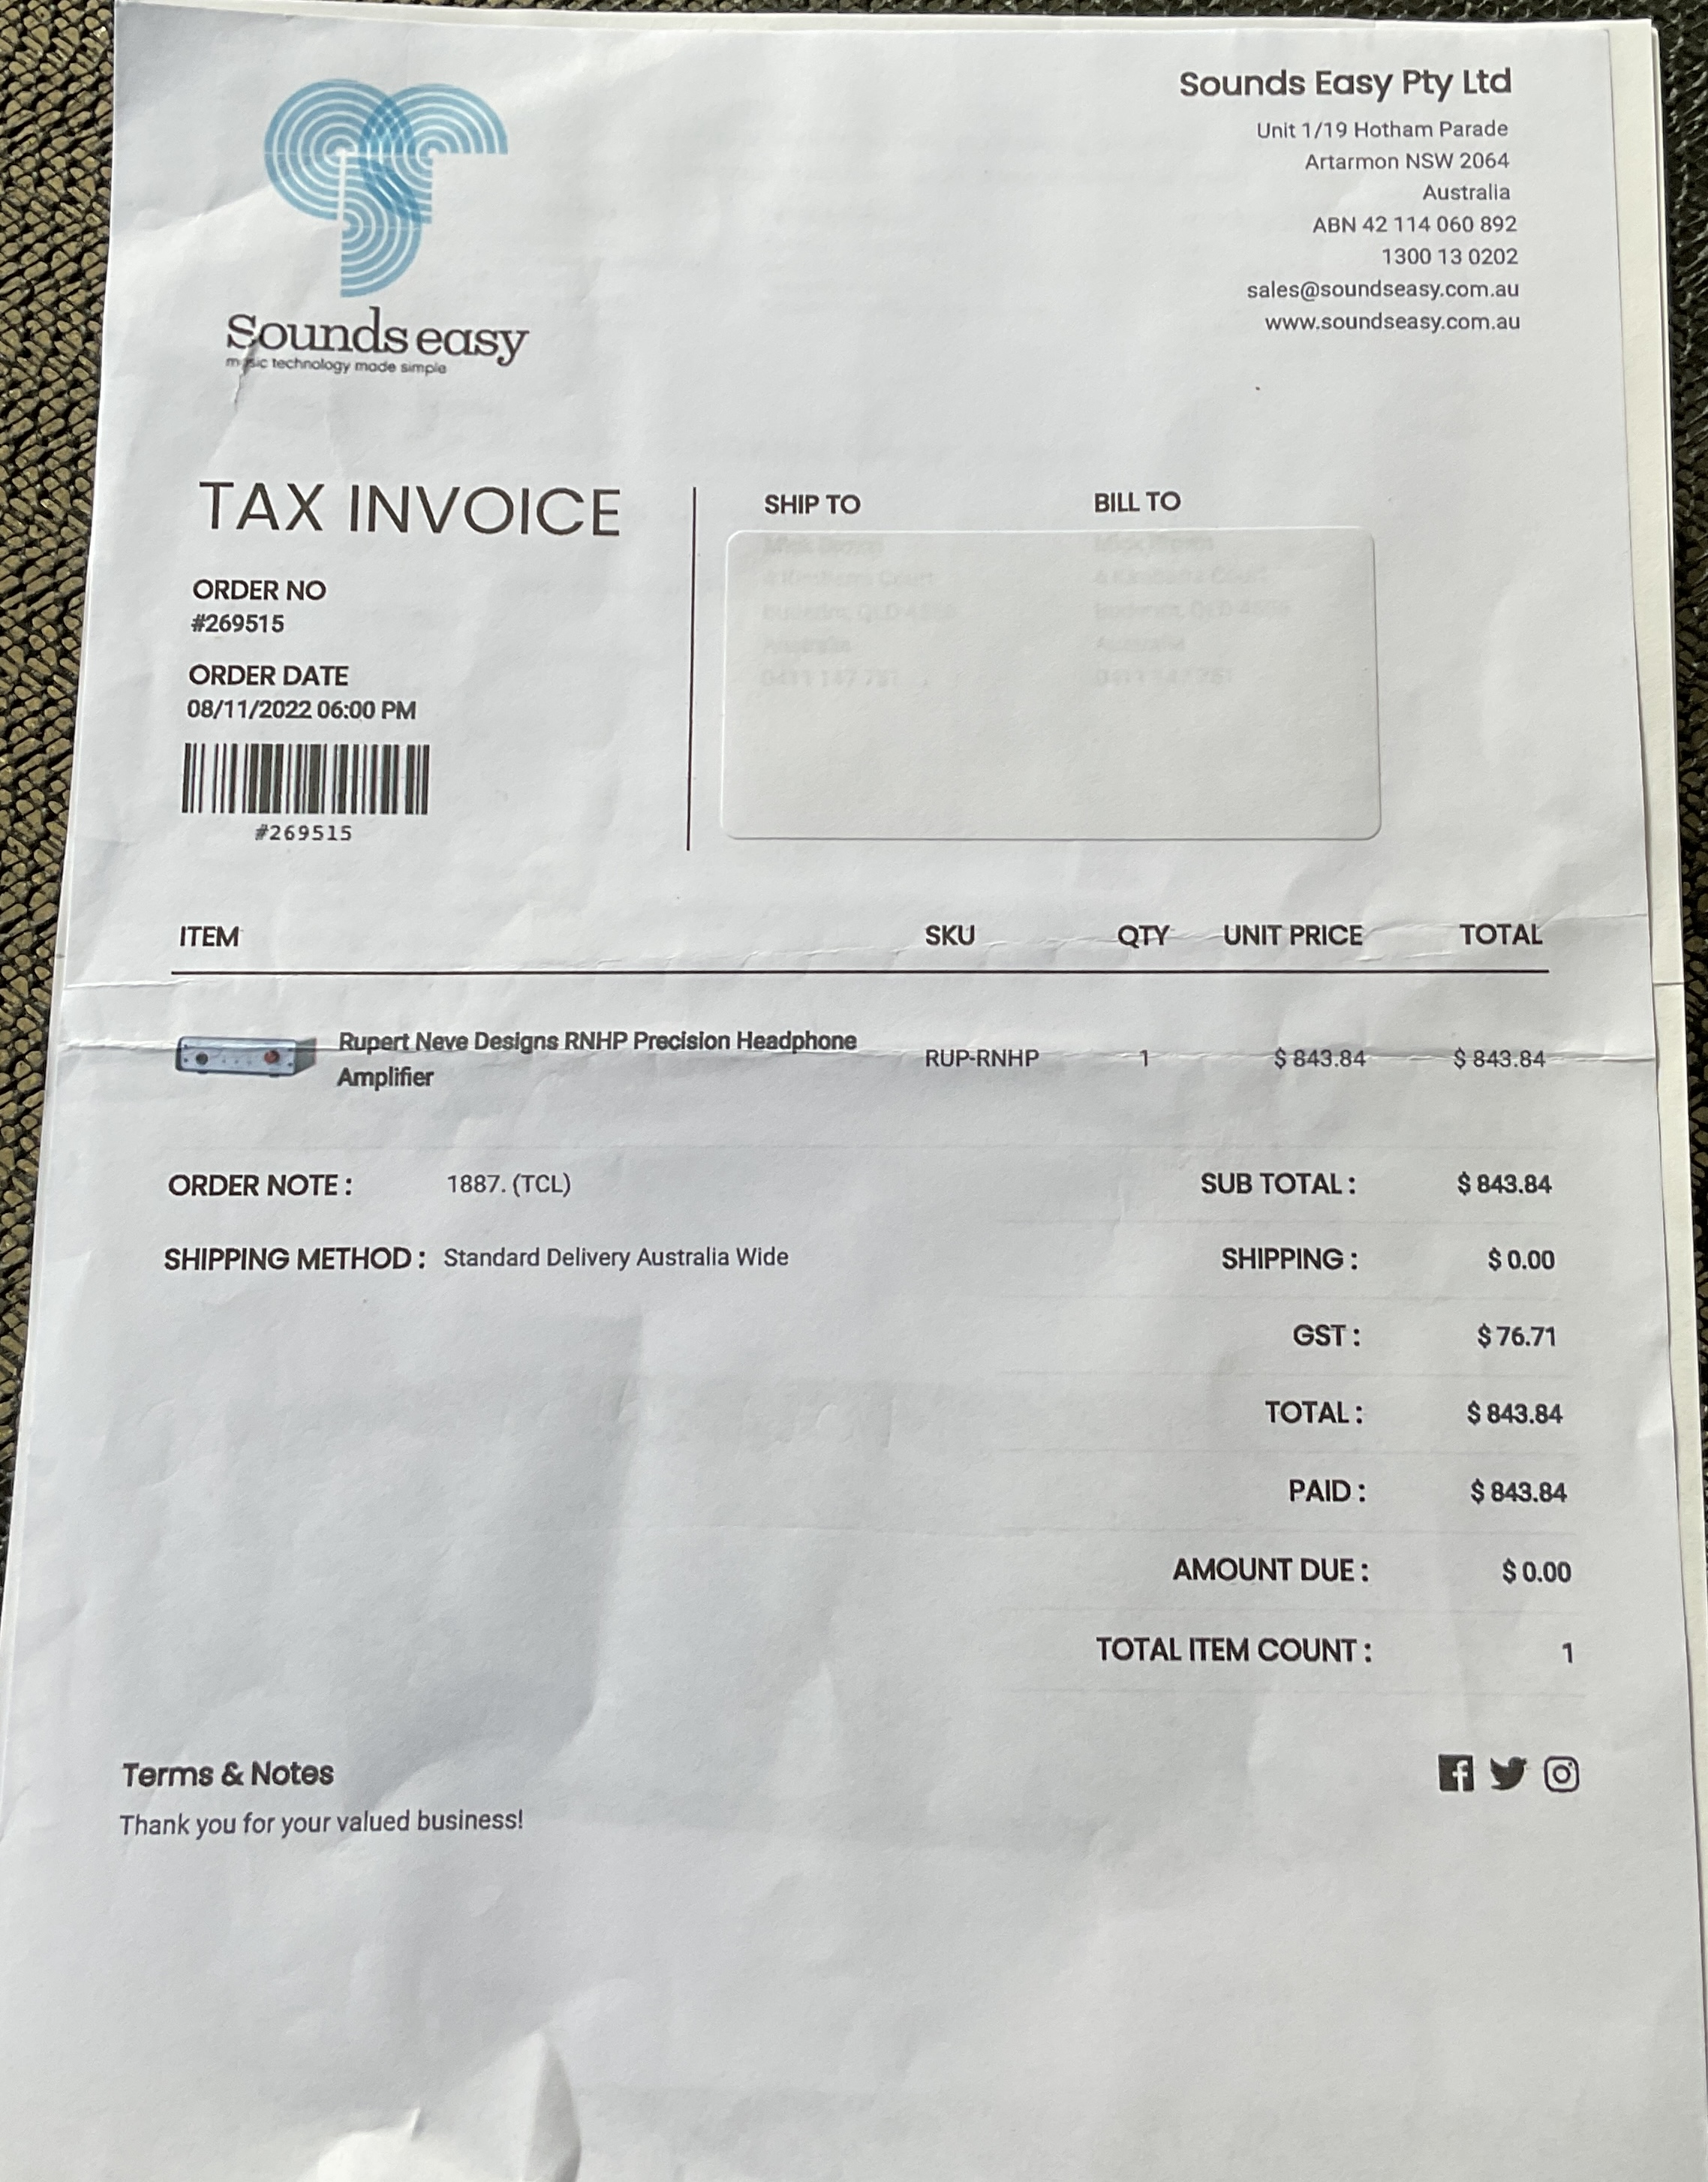 Sounds Easy Pty Ltd
Unit 1/19 Hotham Parade
Artarmon NSW 2064
Australia
ABN 42 114 060 892
1300 13 0202
sales@soundseasy.com.au
www.soundseasy.com.au
Sounds easy
music technology made simple
TAX INVOICE
ORDER NO
#269515
ORDER DATE
08/11/2022 06:00 PM
#269515
SHIP TO BILL TO
ITEM SKU QTY UNIT PRICE TOTAL
Rupert Neve Designs RNHP Precision Headphone
Amplifier
RUP-RNHP 1 $ 843.84 $ 843.84
ORDER NOTE : 1887. (TCL)
SHIPPING METHOD : Standard Delivery Australia Wide
SUB TOTAL : $ 843.84
SHIPPING : $ 0.00
GST : $ 76.71
TOTAL : $ 843.84
PAID : $ 843.84
AMOUNT DUE : $ 0.00
TOTAL ITEM COUNT : 1
Terms & Notes
Thank you for your valued business!